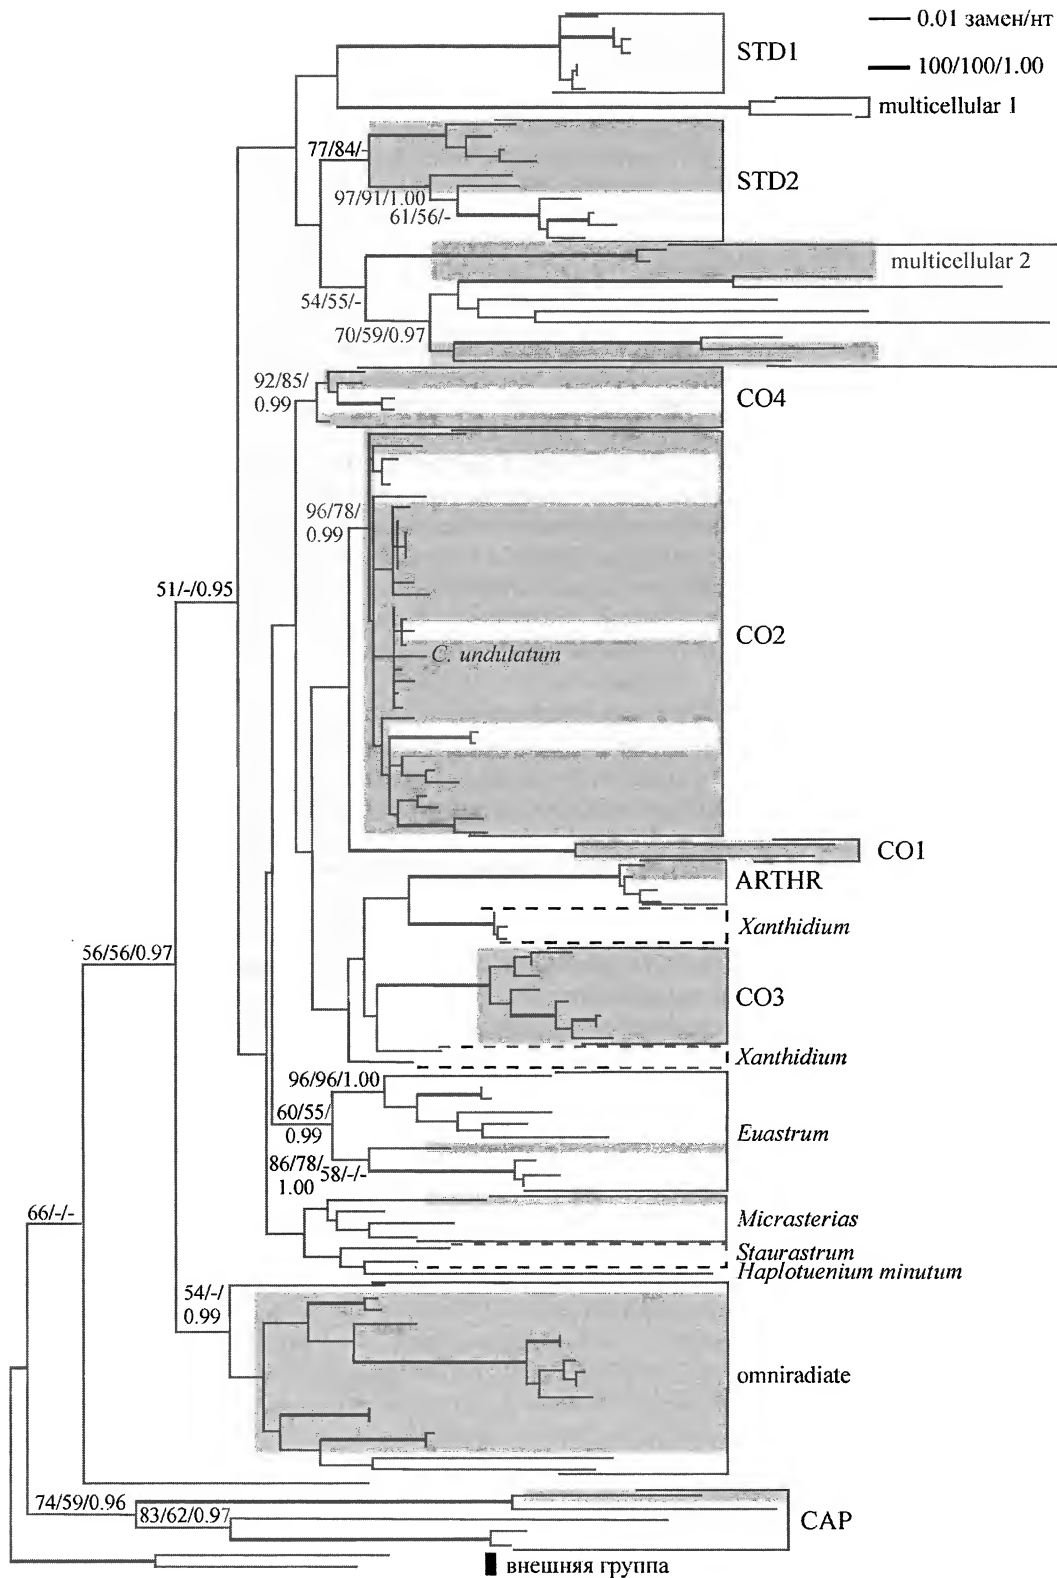 0.01 замен/нт
100/100/1.00
STD1
multicellular 1
77/84/-
STD2
97/91/1.00
61/56/-
multicellular 2
54/55/-
70/59/0.97
92/85/
0.99
CO4
96/78/
0.99
51/-/0.95
CO2
C. undulatum
CO1
ARTHR
Xanthidium
56/56/0.97
CO3
Xanthidium
96/96/1.00
60/55/
0.99
Euastrum
86/78/
1.00
58/-/-
66/-/-
Micrasterias
Staurastrum
Haplotuenium minutum
54/-/
0.99
omniradiate
74/59/0.96
83/62/0.97
CAP
внешняя группа